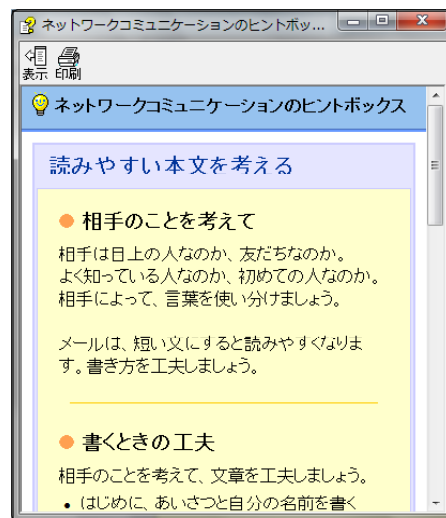 ネットワークコミュニケーションのヒントボッ...
表示 印刷
ネットワークコミュニケーションのヒントボックス
読みやすい本文を考える
● 相手のことを考えて
相手は目上の人なのか、友だちなのか。
よく知っている人なのか、初めての人なのか。
相手によって、言葉を使い分けましょう。
メールは、短い文にすると読みやすくなりま
す。書き方を工夫しましょう。
● 書くときの工夫
相手のことを考えて、文章を工夫しましょう。
• はじめに、あいさつと自分の名前を書く